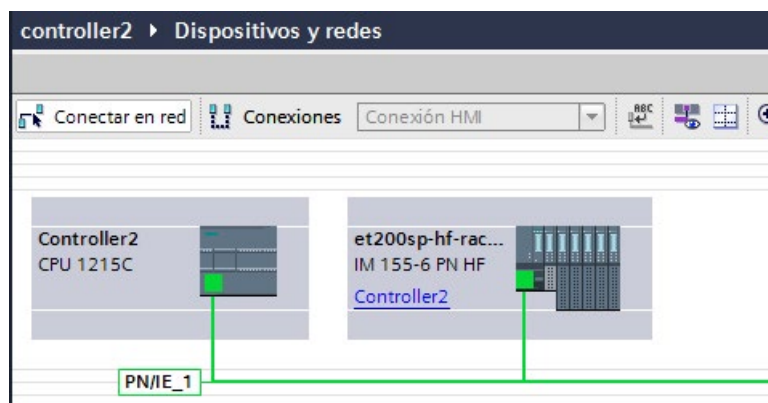 controller2 ▸ Dispositivos y redes
Conectar en red Conexiones Conexión HMI ABC
Controller2
CPU 1215C
et200sp-hf-rac...
IM 155-6 PN HF
Controller2
PN/IE_1